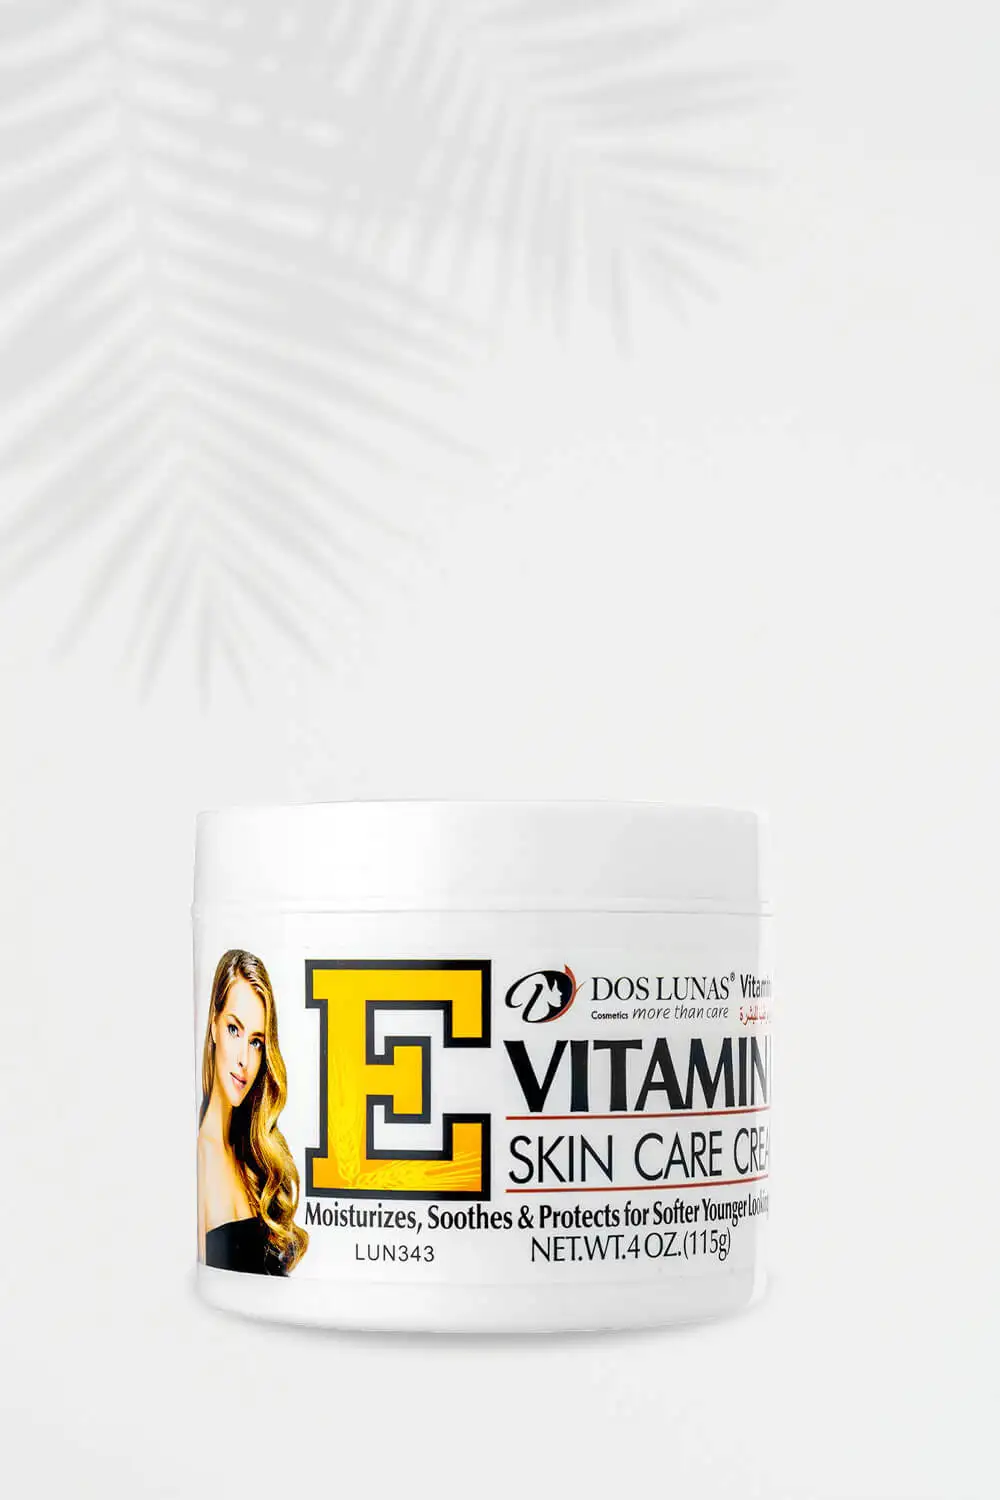 E
DOS LUNAS® Vitamin
Cosmetics more than care
VITAMIN
SKIN CARE CREA
Moisturizes, Soothes & Protects for Softer Younger Looking
LUN343
NET.WT.4 OZ.(115g)